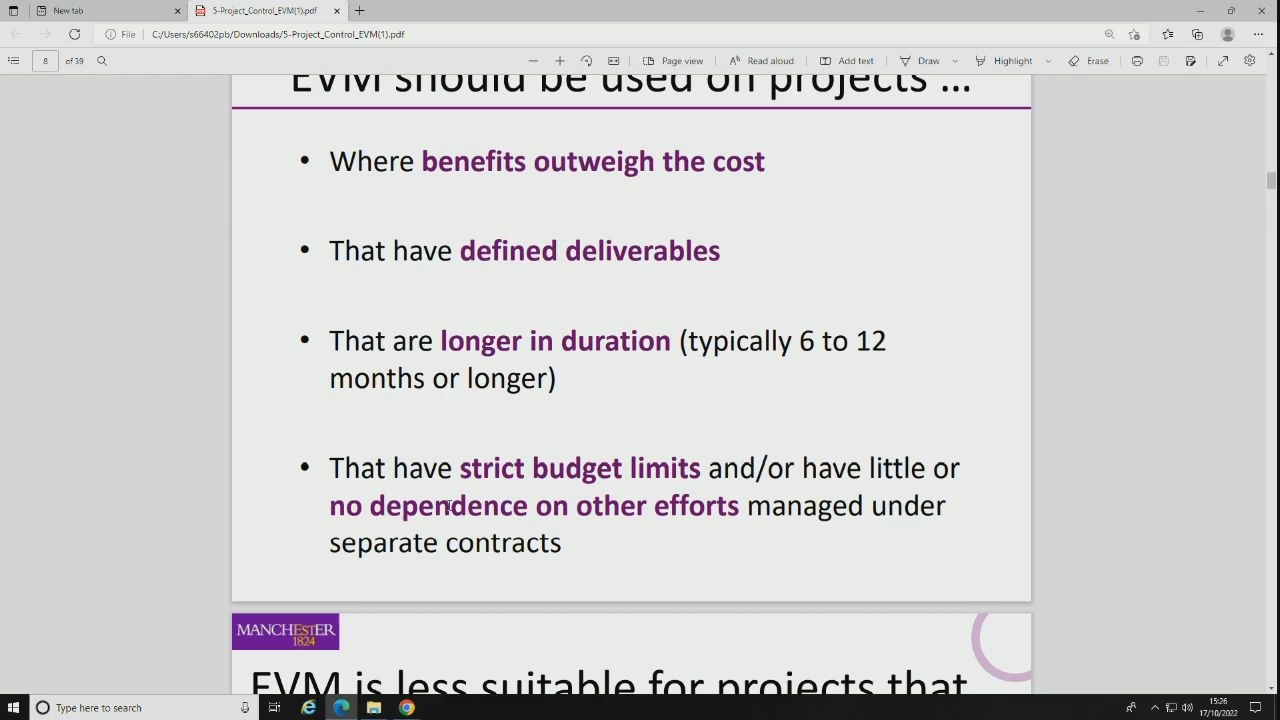 New tab
5-Project_Control_EVM(1).pdf
File
C:/Users/s66402pb/Downloads/5-Project_Control_EVM(1).pdf
8 of 39
Page view
Read aloud
Add text
Draw
Highlight
Erase
EVM should be used on projects ...
• Where benefits outweigh the cost
• That have defined deliverables
• That are longer in duration (typically 6 to 12
months or longer)
• That have strict budget limits and/or have little or
no dependence on other efforts managed under
separate contracts
MANCHESTER
1824
EVM is less suitable for projects that
Type here to search
15:26
17/10/2022